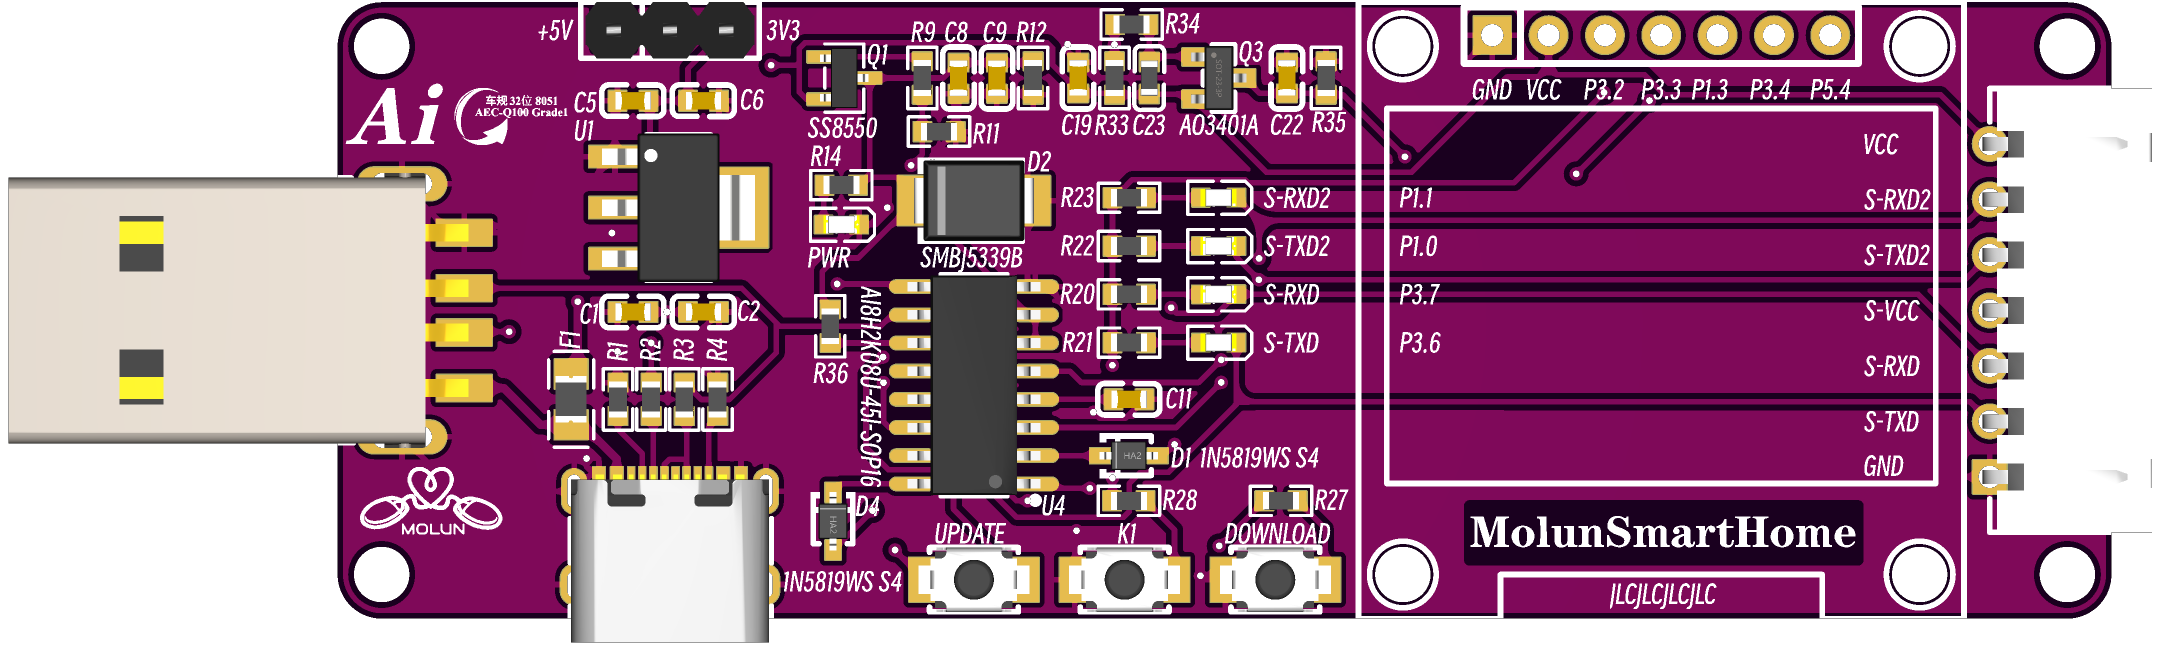 +5V
3V3
Q1
R9
C8
C9
R12
R34
Q3
GND
VCC
P3.2
P3.3
P1.3
P3.4
P5.4
Ai
车规 32位 8051
AEC-Q100 Grade1
C5
C6
U1
SS8550
R11
C19
R33
C23
AO3401A
C22
R35
R14
D2
VCC
R23
S-RXD2
P1.1
S-RXD2
PWR
SMBJ5339B
R22
S-TXD2
P1.0
S-TXD2
R20
S-RXD
P3.7
S-VCC
C1
C2
F1
R1
R2
R3
R4
R36
AI8H2K08U-45I-SOP16
R21
S-TXD
P3.6
S-RXD
C11
S-TXD
HA2
D1 1N5819WS S4
GND
MOLUN
HA2
D4
U4
R28
R27
UPDATE
K1
DOWNLOAD
MolunSmartHome
1N5819WS S4
JLCJLCJLCJLC